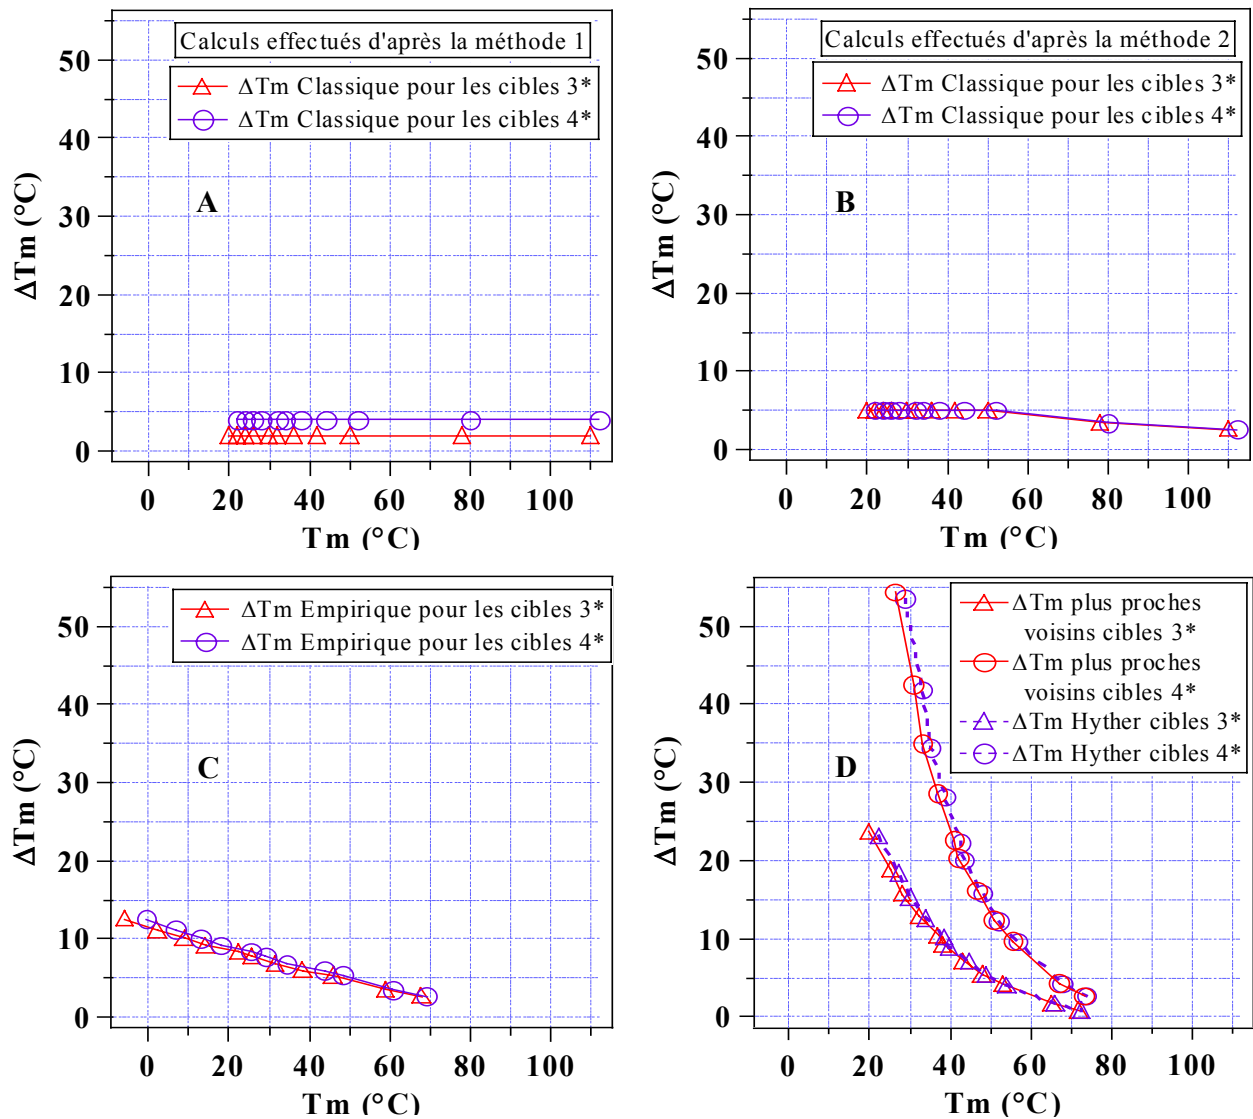 Calculs effectués d'après la méthode 1
ΔTm Classique pour les cibles 3*
ΔTm Classique pour les cibles 4*
A
ΔTm (°C)
50
40
30
20
10
0
0 20 40 60 80 100
Tm (°C)
Calculs effectués d'après la méthode 2
ΔTm Classique pour les cibles 3*
ΔTm Classique pour les cibles 4*
B
ΔTm (°C)
50
40
30
20
10
0
0 20 40 60 80 100
Tm (°C)
ΔTm Empirique pour les cibles 3*
ΔTm Empirique pour les cibles 4*
C
ΔTm (°C)
50
40
30
20
10
0
0 20 40 60 80 100
Tm (°C)
ΔTm plus proches
voisins cibles 3*
ΔTm plus proches
voisins cibles 4*
ΔTm Hyther cibles 3*
ΔTm Hyther cibles 4*
D
ΔTm (°C)
50
40
30
20
10
0
0 20 40 60 80 100
Tm (°C)